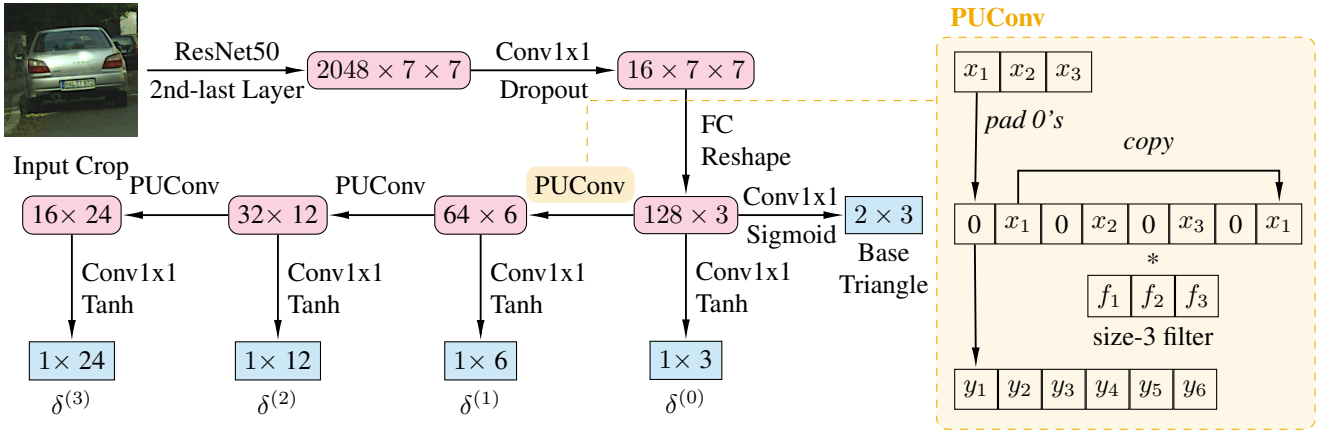 PUConv
ResNet50
2nd-last Layer
2048 × 7 × 7
Conv1x1
Dropout
16 × 7 × 7
x₁ x₂ x₃
pad 0's
copy
FC
Reshape
Input Crop
PUConv
PUConv
PUConv
Conv1x1
Sigmoid
16× 24
32× 12
64 × 6
128 × 3
2 × 3
0 x₁ 0 x₂ 0 x₃ 0 x₁
*
f₁ f₂ f₃
size-3 filter
Base
Triangle
Conv1x1
Tanh
Conv1x1
Tanh
Conv1x1
Tanh
Conv1x1
Tanh
1× 24
1× 12
1× 6
1× 3
y₁ y₂ y₃ y₄ y₅ y₆
δ⁽³⁾
δ⁽²⁾
δ⁽¹⁾
δ⁽⁰⁾